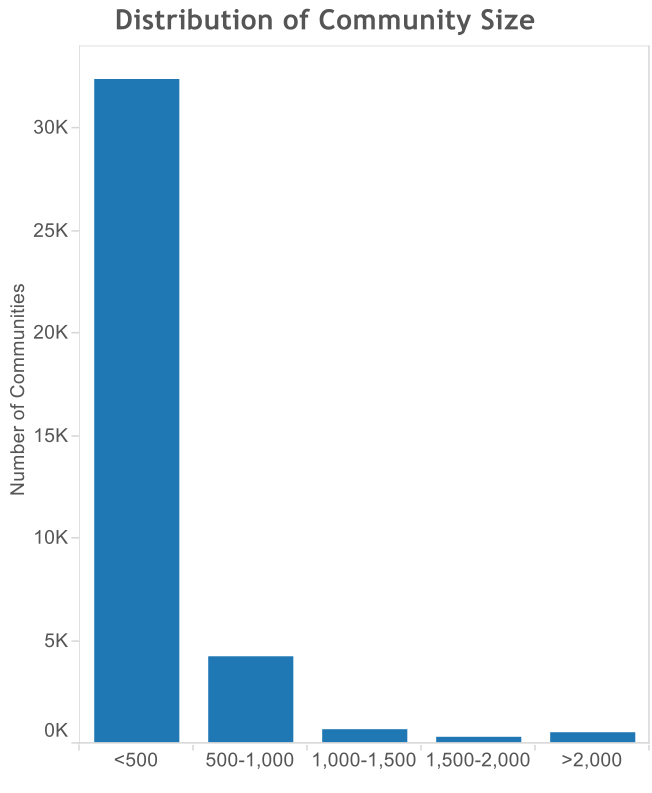 Distribution of Community Size
30K
25K
20K
15K
10K
5K
0K
Number of Communities
<500
500-1,000
1,000-1,500
1,500-2,000
>2,000